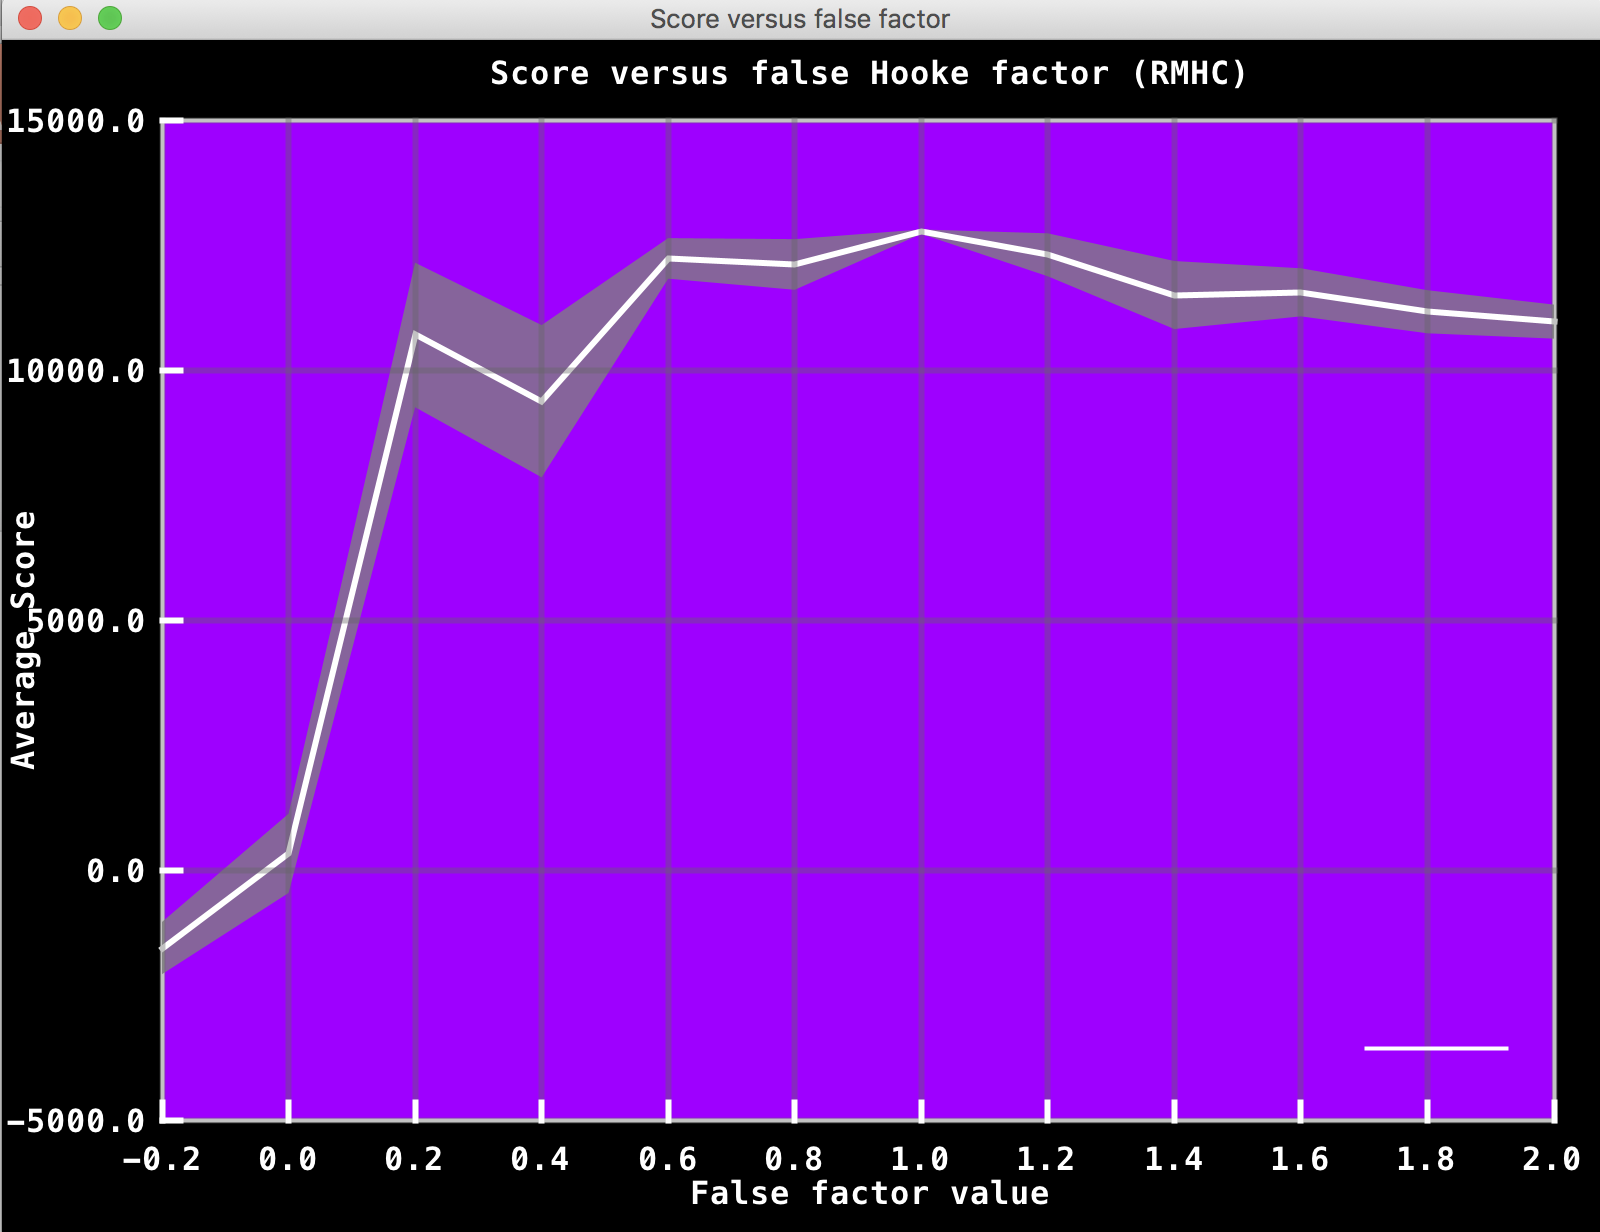 Score versus false factor
Score versus false Hooke factor (RMHC)
15000.0
10000.0
5000.0
0.0
−5000.0
Average Score
−0.2 0.0 0.2 0.4 0.6 0.8 1.0 1.2 1.4 1.6 1.8 2.0
False factor value